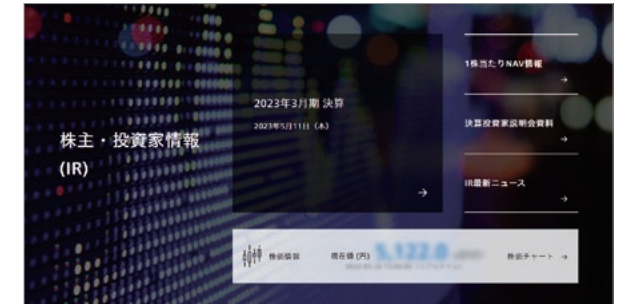 株主・投資家情報
(IR)
2023年3月期 決算
2023年5月11日（木）
1株当たりNAV情報
決算投資家説明会資料
IR最新ニュース
株価情報
現在値 (円)
5,122.0
株価チャート